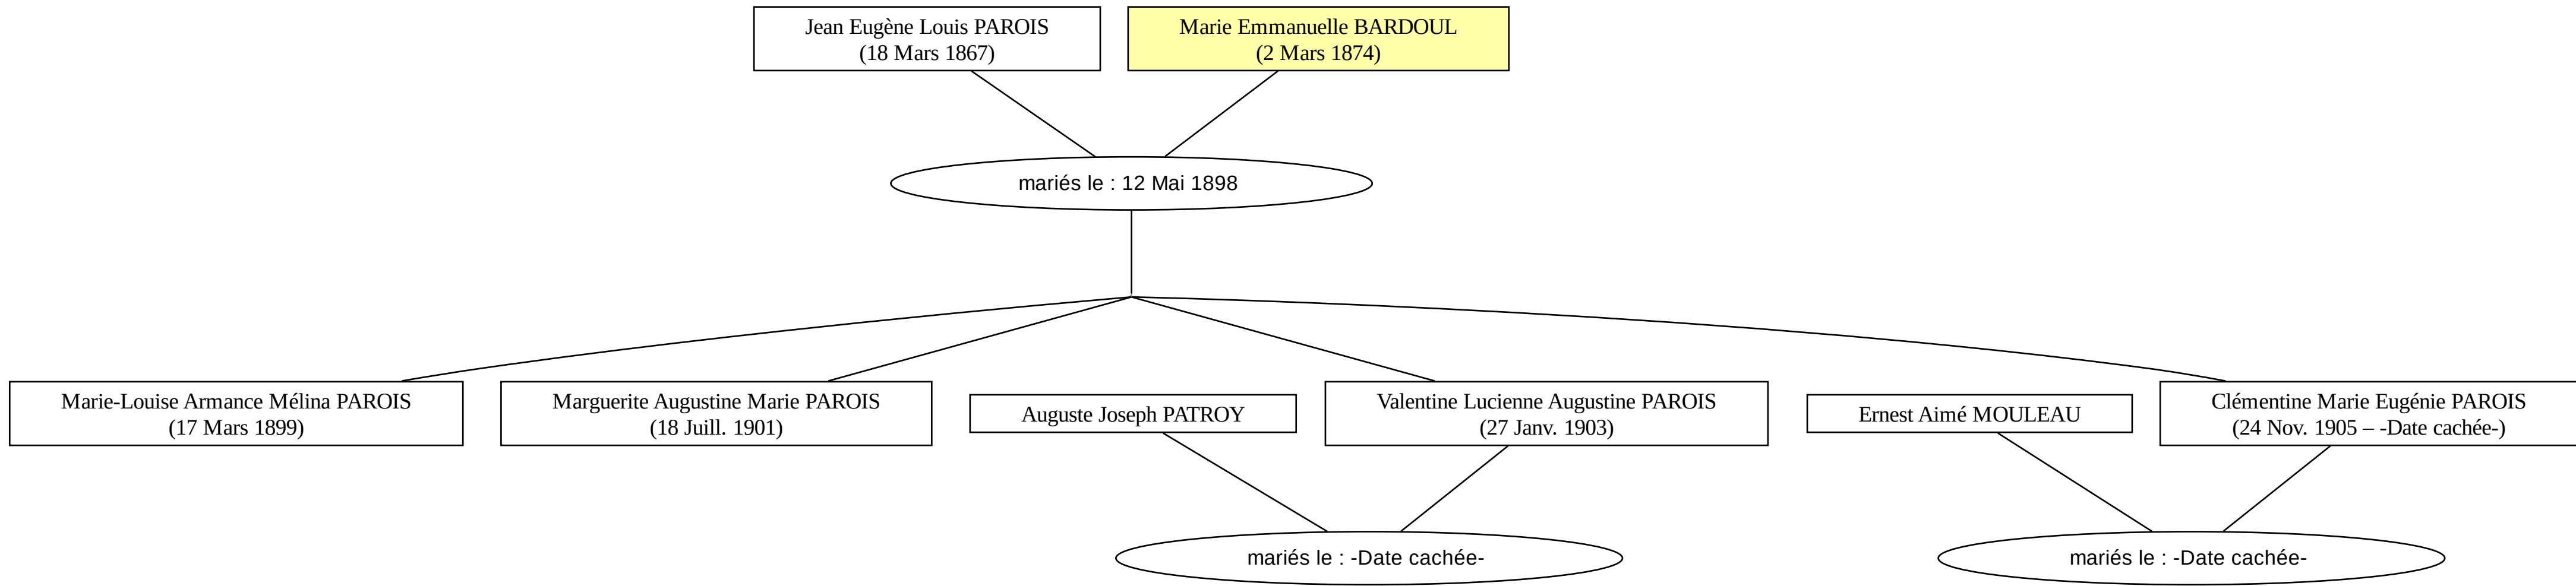 Jean Eugène Louis PAROIS
(18 Mars 1867)
Marie Emmanuelle BARDOUL
(2 Mars 1874)
mariés le : 12 Mai 1898
Marie-Louise Armance Mélina PAROIS
(17 Mars 1899)
Marguerite Augustine Marie PAROIS
(18 Juill. 1901)
Auguste Joseph PATROY
Valentine Lucienne Augustine PAROIS
(27 Janv. 1903)
Ernest Aimé MOULEAU
Clémentine Marie Eugénie PAROIS
(24 Nov. 1905 – -Date cachée-)
mariés le : -Date cachée-
mariés le : -Date cachée-